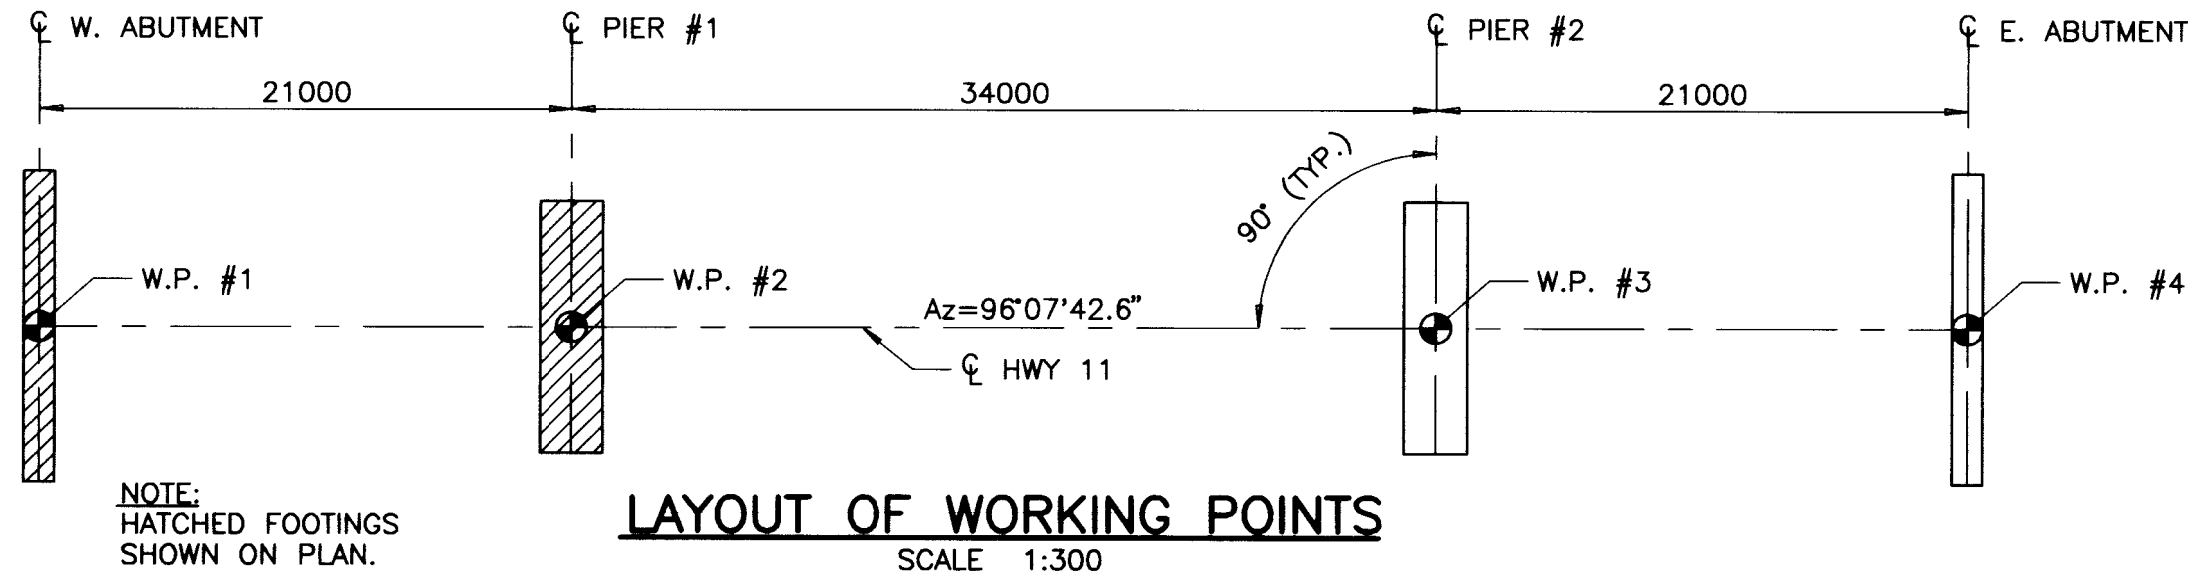 ℄ W. ABUTMENT
℄ PIER #1
℄ PIER #2
℄ E. ABUTMENT
21000
34000
21000
90° (TYP.)
W.P. #1
W.P. #2
W.P. #3
W.P. #4
Az=96°07'42.6"
℄ HWY 11
NOTE:
HATCHED FOOTINGS
SHOWN ON PLAN.
LAYOUT OF WORKING POINTS
SCALE 1:300